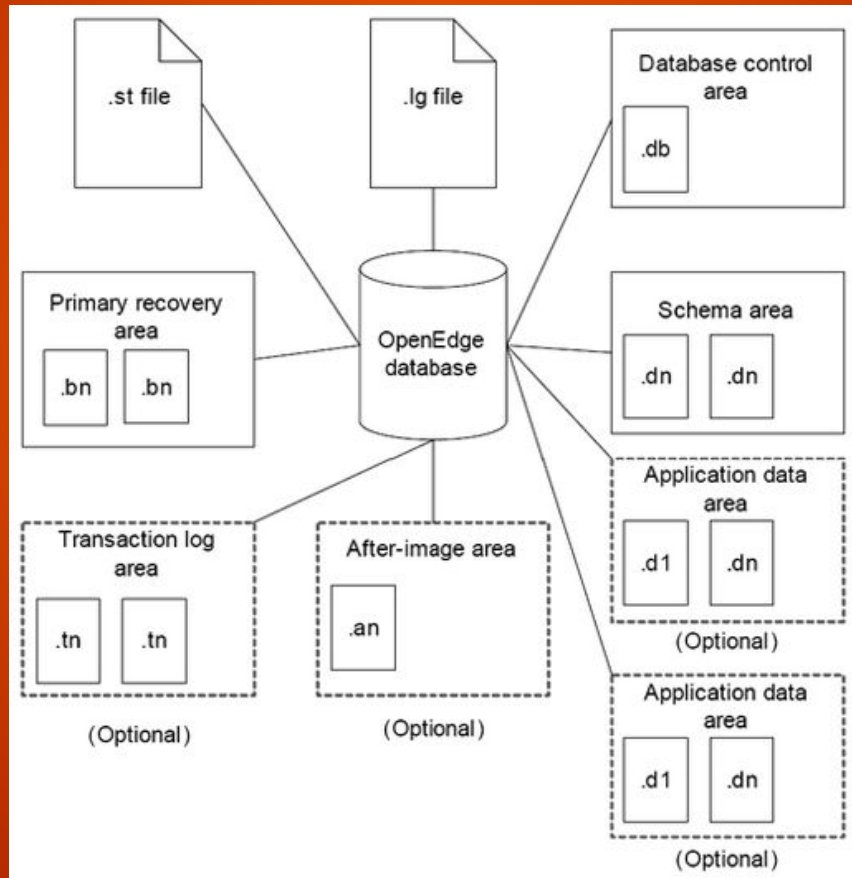 .st file
.lg file
Database control
area
.db
Primary recovery
area
.bn
.bn
OpenEdge
database
Schema area
.dn
.dn
Transaction log
area
.tn
.tn
(Optional)
After-image area
.an
(Optional)
Application data
area
.d1
.dn
(Optional)
Application data
area
.d1
.dn
(Optional)